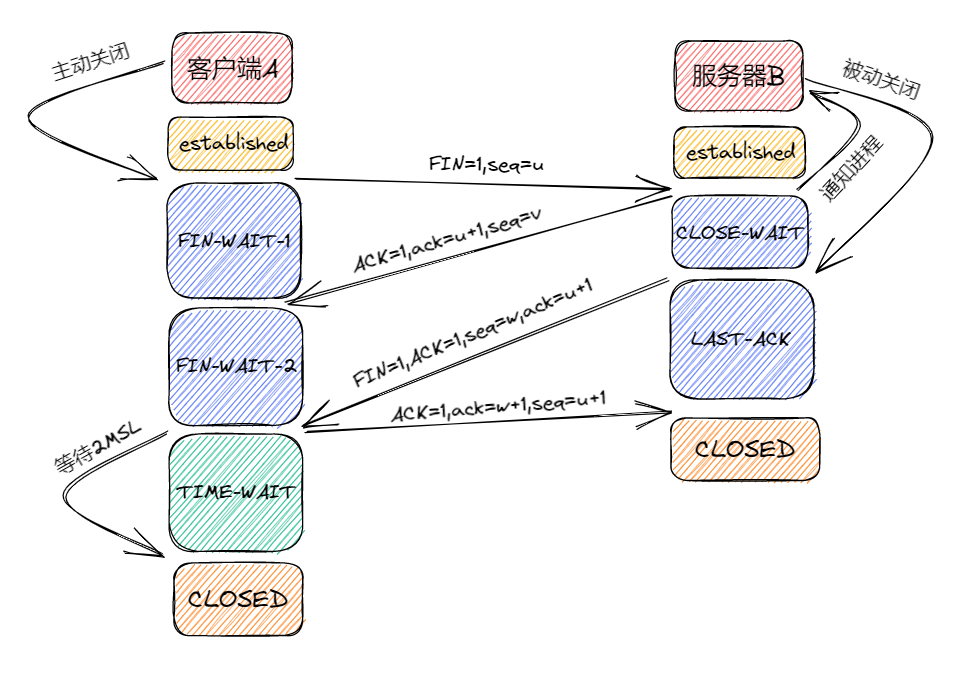 主动关闭
客户端A
服务器B
被动关闭
established
established
通知进程
FIN=1,seq=u
FIN-WAIT-1
ACK=1,ack=u+1,seq=v
CLOSE-WAIT
FIN-WAIT-2
FIN=1,ACK=1,seq=w,ack=u+1
LAST-ACK
ACK=1,ack=w+1,seq=u+1
等待2MSL
TIME-WAIT
CLOSED
CLOSED